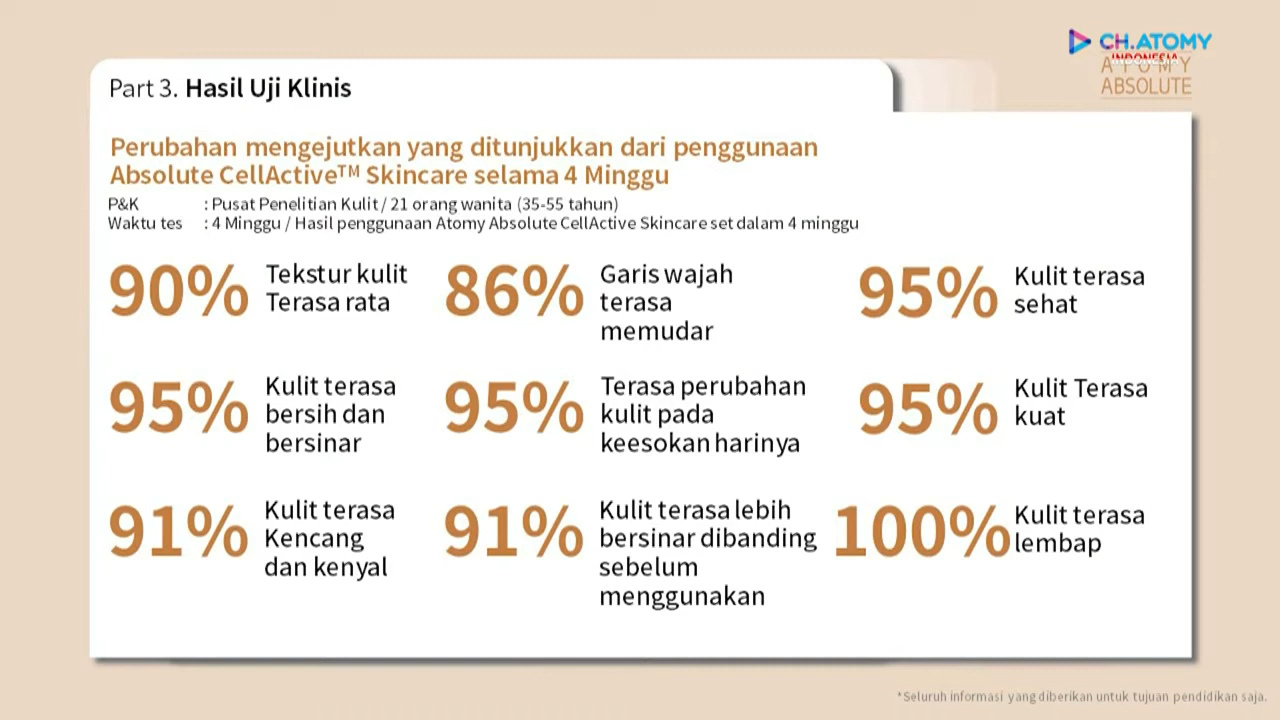 CH.ATOMY
INDONESIA
ATOMY
ABSOLUTE
Part 3. Hasil Uji Klinis
Perubahan mengejutkan yang ditunjukkan dari penggunaan
Absolute CellActive™ Skincare selama 4 Minggu
P&K : Pusat Penelitian Kulit / 21 orang wanita (35-55 tahun)
Waktu tes : 4 Minggu / Hasil penggunaan Atomy Absolute CellActive Skincare set dalam 4 minggu
90%
Tekstur kulit
Terasa rata
86%
Garis wajah
terasa
memudar
95%
Kulit terasa
sehat
95%
Kulit terasa
bersih dan
bersinar
95%
Terasa perubahan
kulit pada
keesokan harinya
95%
Kulit Terasa
kuat
91%
Kulit terasa
Kencang
dan kenyal
91%
Kulit terasa lebih
bersinar dibanding
sebelum
menggunakan
100%
Kulit terasa
lembap
*Seluruh informasi yang diberikan untuk tujuan pendidikan saja.